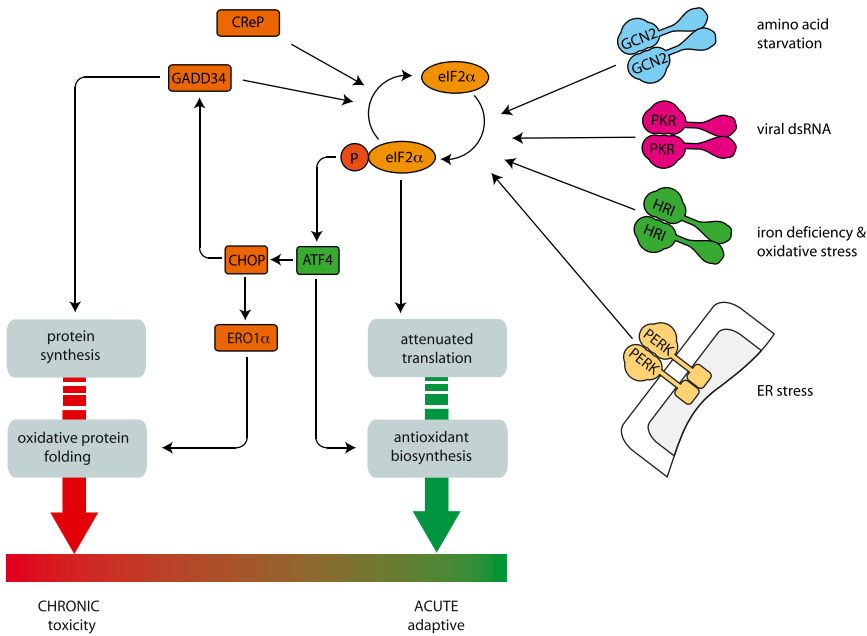 CReP
GADD34
eIF2α
P
eIF2α
CHOP
ATF4
ERO1α
protein
synthesis
oxidative protein
folding
attenuated
translation
antioxidant
biosynthesis
CHRONIC
toxicity
ACUTE
adaptive
GCN2
GCN2
amino acid
starvation
PKR
PKR
viral dsRNA
HRI
HRI
iron deficiency &
oxidative stress
PERK
PERK
ER stress